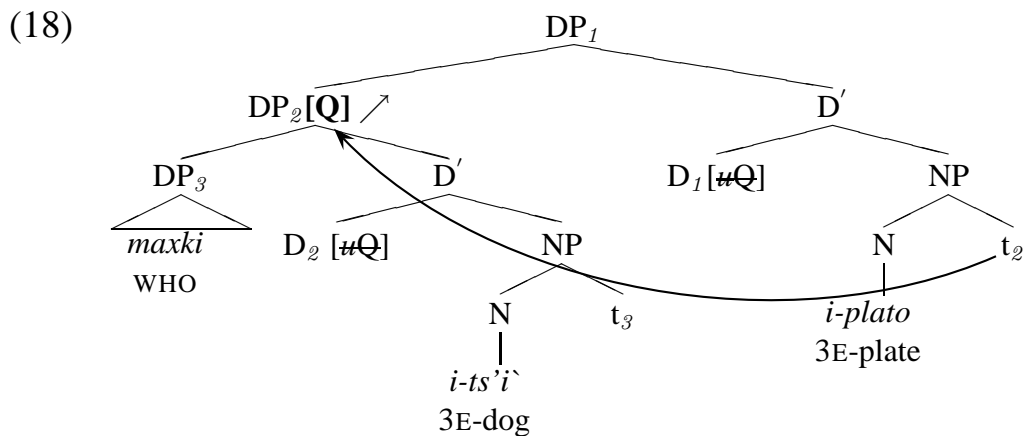 (18)
DP₁
DP₂[Q] ↗ D′
DP₃ D′ D₁[uQ] NP
maxki D₂ [uQ] NP N t₂
WHO
N t₃ i-plato
3E-plate
i-ts'i`
3E-dog